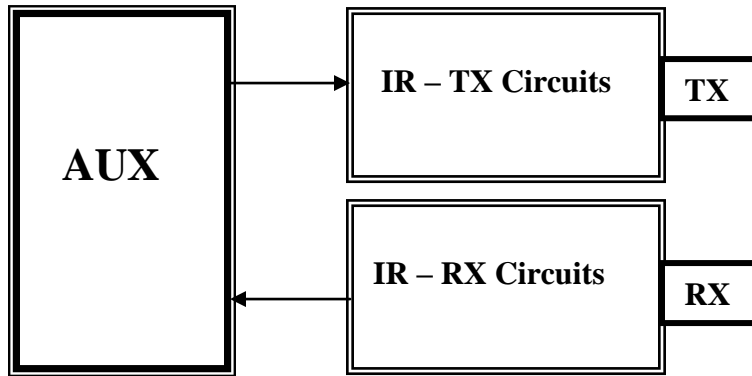 IR – TX Circuits
TX
AUX
IR – RX Circuits
RX